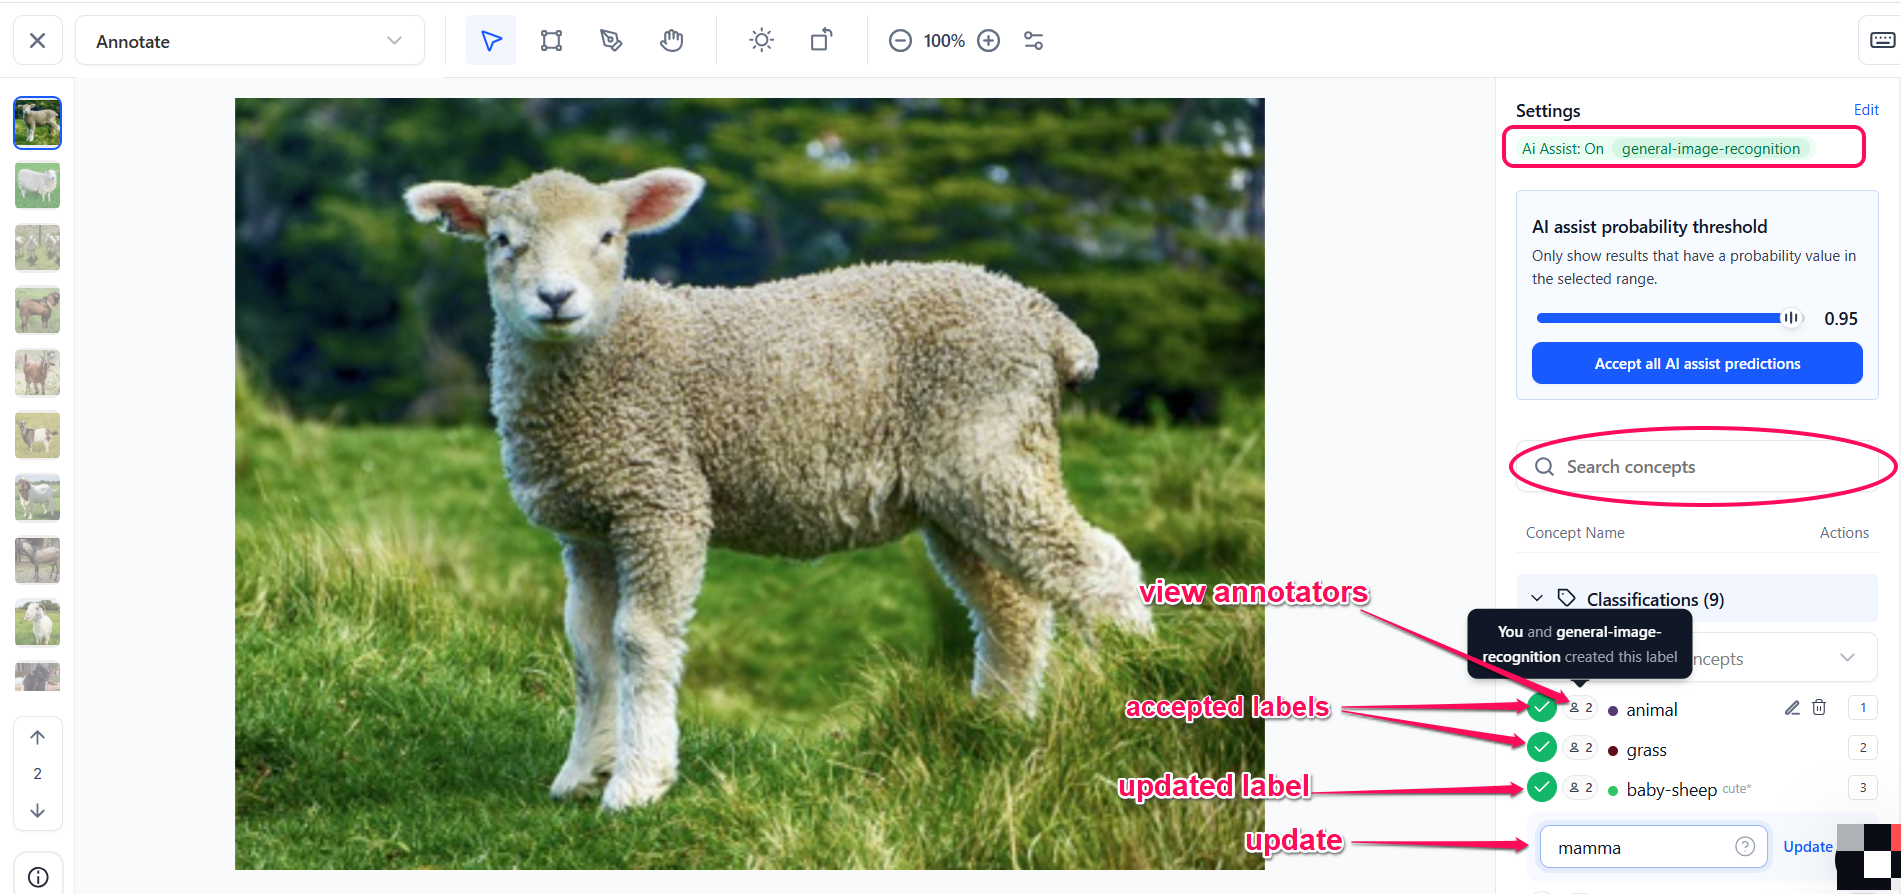 Annotate
100%
Settings
Edit
Ai Assist: On general-image-recognition
AI assist probability threshold
Only show results that have a probability value in
the selected range.
0.95
Accept all AI assist predictions
Search concepts
Concept Name Actions
view annotators
Classifications (9)
You and general-image-
recognition created this label
ncepts
accepted labels
2 animal 1
2 grass 2
2
updated label
2 baby-sheep cute* 3
update
mamma
Update